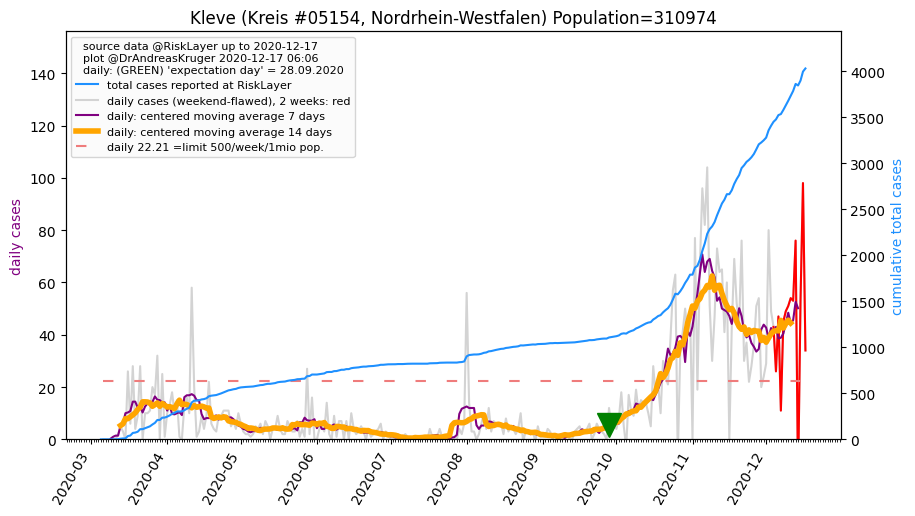 Kleve (Kreis #05154, Nordrhein-Westfalen) Population=310974
source data @RiskLayer up to 2020-12-17
plot @DrAndreasKruger 2020-12-17 06:06
daily: (GREEN) 'expectation day' = 28.09.2020
total cases reported at RiskLayer
daily cases (weekend-flawed), 2 weeks: red
daily: centered moving average 7 days
daily: centered moving average 14 days
daily 22.21 =limit 500/week/1mio pop.
daily cases
140
120
100
80
60
40
20
0
cumulative total cases
4000
3500
3000
2500
2000
1500
1000
500
0
2020-03
2020-04
2020-05
2020-06
2020-07
2020-08
2020-09
2020-10
2020-11
2020-12